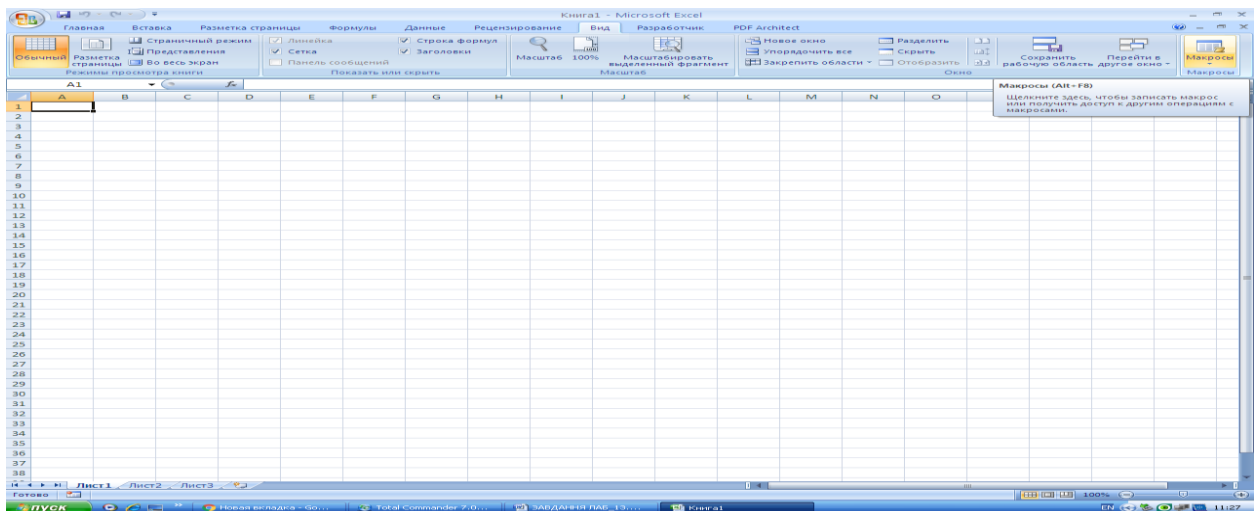 Книга1 - Microsoft Excel
Главная Вставка Разметка страницы Формулы Данные Рецензирование Вид Разработчик PDF Architect
Обычный Разметка страницы Страничный режим Представления Во весь экран
Режимы просмотра книги
Линейка Сетка Панель сообщений Строка формул Заголовки
Показать или скрыть
Масштаб 100% Масштабировать выделенный фрагмент
Масштаб
Новое окно Упорядочить все Закрепить области Разделить Скрыть Отобразить Сохранить рабочую область Перейти в другое окно
Окно
Макросы
Макросы
A1 fx
Макросы (Alt+F8)
Щелкните здесь, чтобы записать макрос
или получить доступ к другим операциям с
макросами.
A B C D E F G H I J K L M N O
1
2
3
4
5
6
7
8
9
10
11
12
13
14
15
16
17
18
19
20
21
22
23
24
25
26
27
28
29
30
31
32
33
34
35
36
37
38
Лист1 Лист2 Лист3
Готово 100%
пуск Новая вкладка - Go... Total Commander 7.0... ЗАВДАННЯ ЛАБ_13.... Книга1 EN 11:27